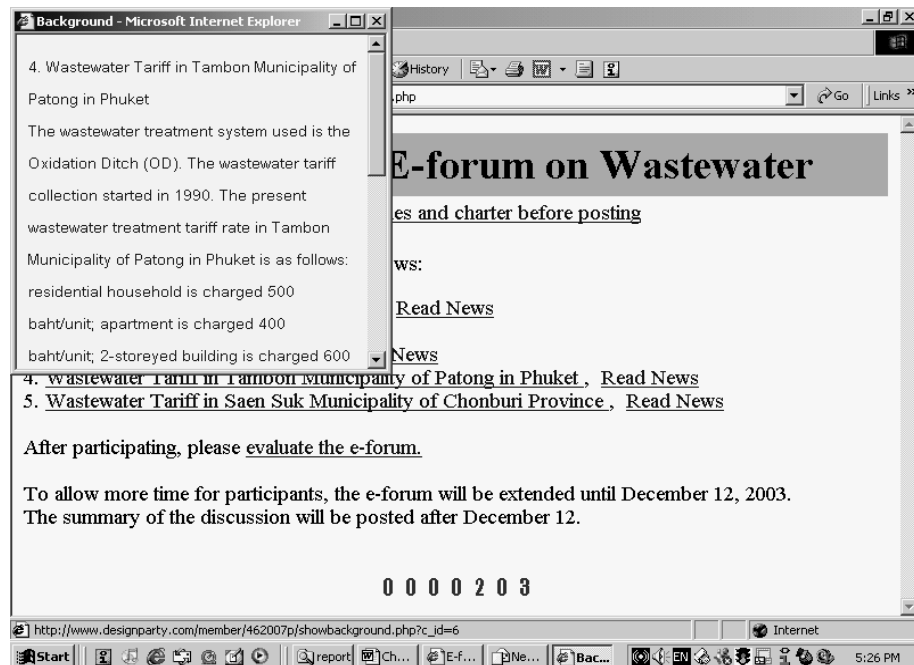 Background - Microsoft Internet Explorer
4. Wastewater Tariff in Tambon Municipality of
Patong in Phuket
The wastewater treatment system used is the
Oxidation Ditch (OD). The wastewater tariff
collection started in 1990. The present
wastewater treatment tariff rate in Tambon
Municipality of Patong in Phuket is as follows:
residential household is charged 500
baht/unit; apartment is charged 400
baht/unit; 2-storeyed building is charged 600
History
.php Go Links »
E-forum on Wastewater
es and charter before posting
ws:
Read News
News
4. Wastewater Tariff in Tambon Municipality of Patong in Phuket , Read News
5. Wastewater Tariff in Saen Suk Municipality of Chonburi Province , Read News
After participating, please evaluate the e-forum.
To allow more time for participants, the e-forum will be extended until December 12, 2003.
The summary of the discussion will be posted after December 12.
0 0 0 0 2 0 3
http://www.designparty.com/member/462007p/showbackground.php?c_id=6 Internet
Start report Ch... E-f... Ne... Bac... EN 5:26 PM